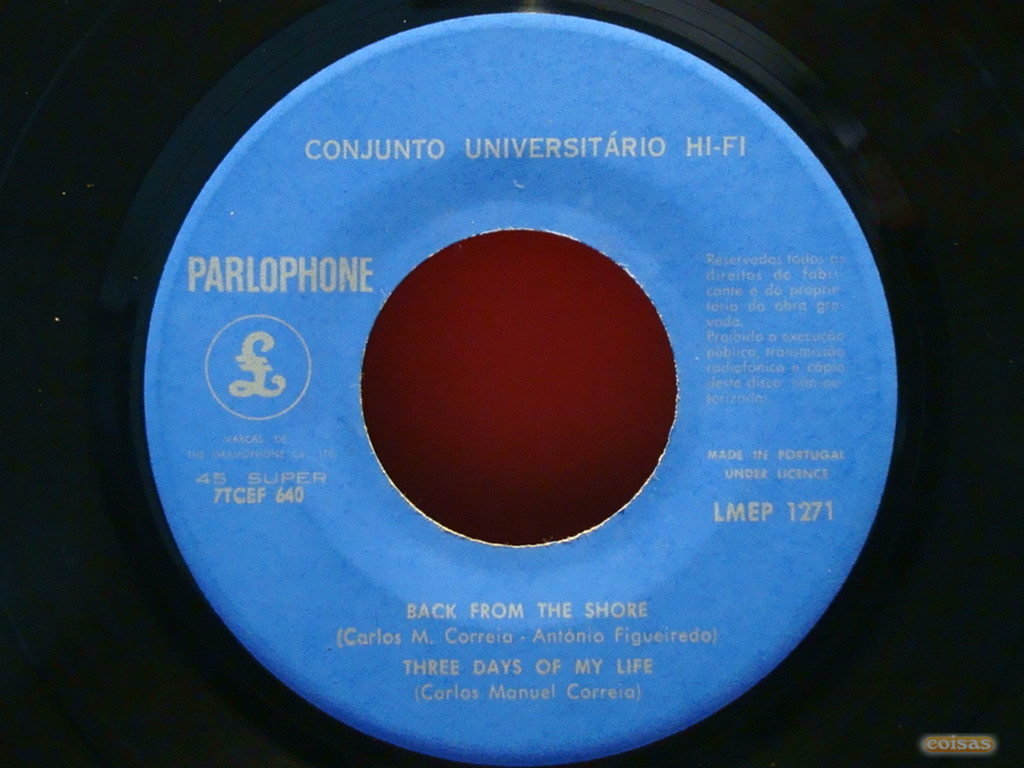 CONJUNTO UNIVERSITÁRIO HI-FI
PARLOPHONE
£
MARCAS DE
THE GRAMOPHONE Co. LTD.
45 SUPER
7TCEF 640
Reservados todos os
direitos do fabri-
cante e do proprie-
tário da obra gra-
vada.
Proibida a execução
pública, transmissão
radiofónica e cópia
deste disco, não au-
torizadas
MADE IN PORTUGAL
UNDER LICENCE
LMEP 1271
BACK FROM THE SHORE
(Carlos M. Correia - António Figueiredo)
THREE DAYS OF MY LIFE
(Carlos Manuel Correia)
coisas